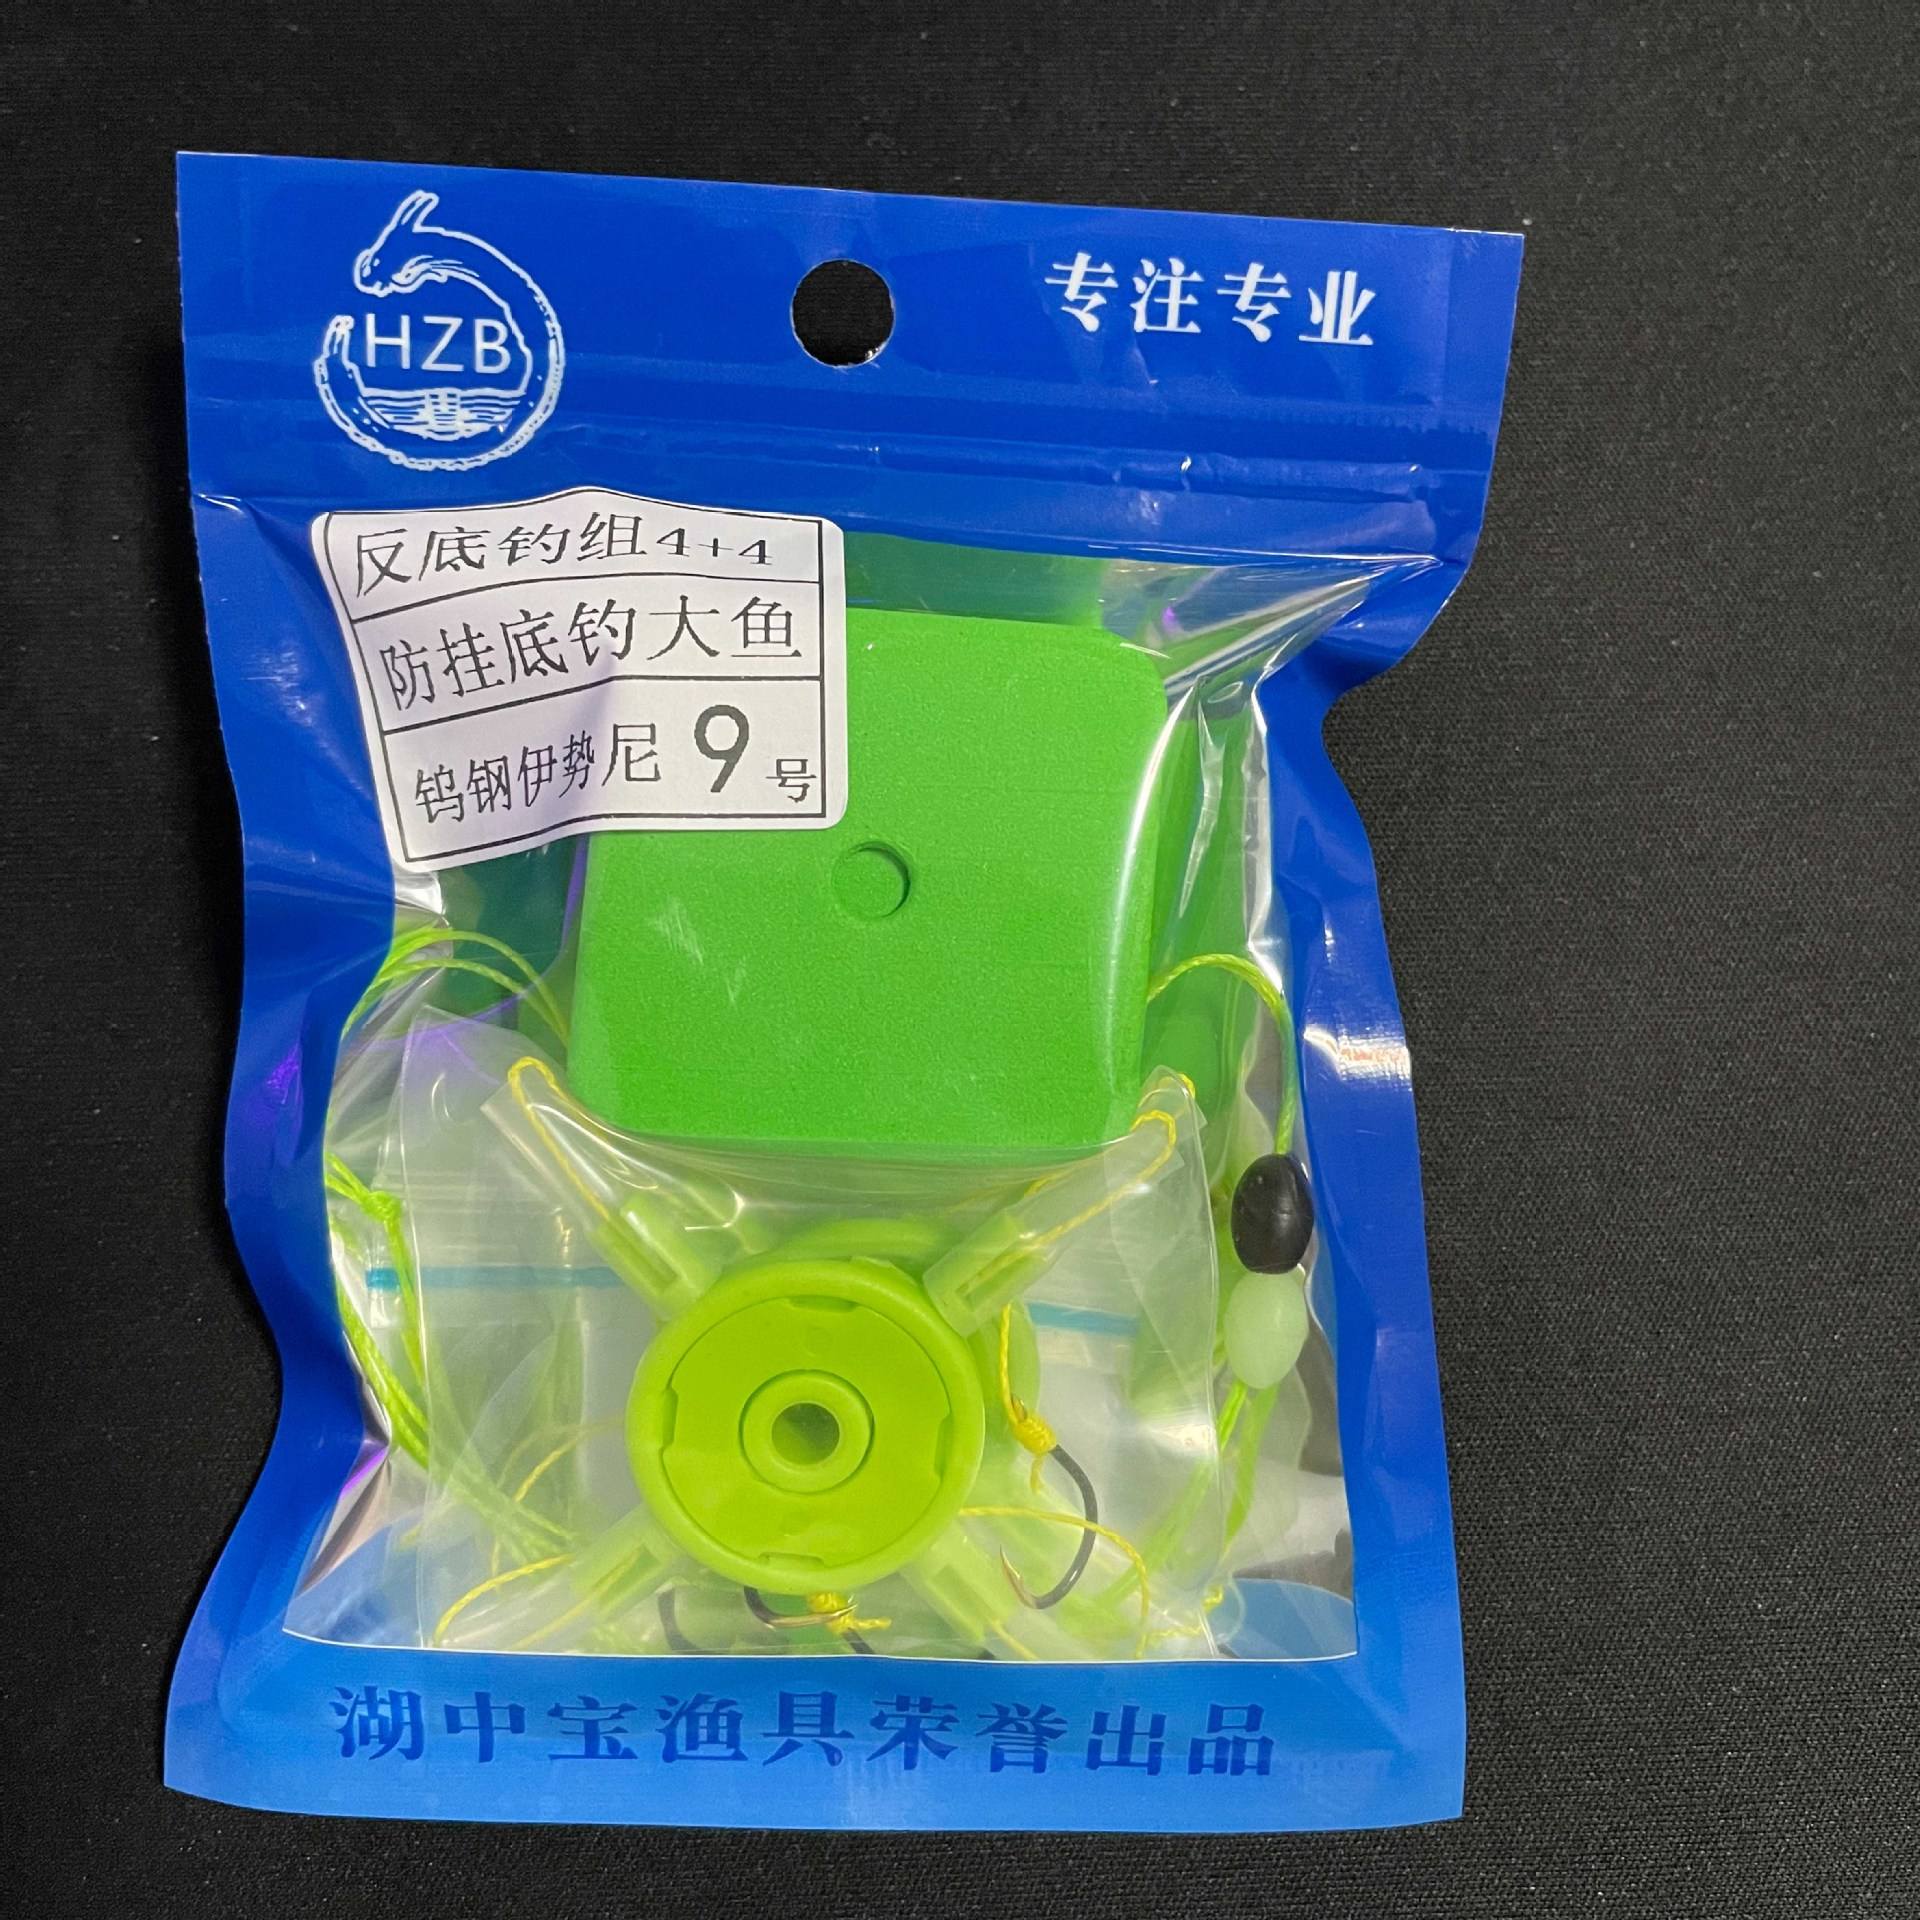 HZB
专注专业
反底钓组4+4
防挂底钓大鱼
钨钢伊势尼9号
湖中宝渔具荣誉出品